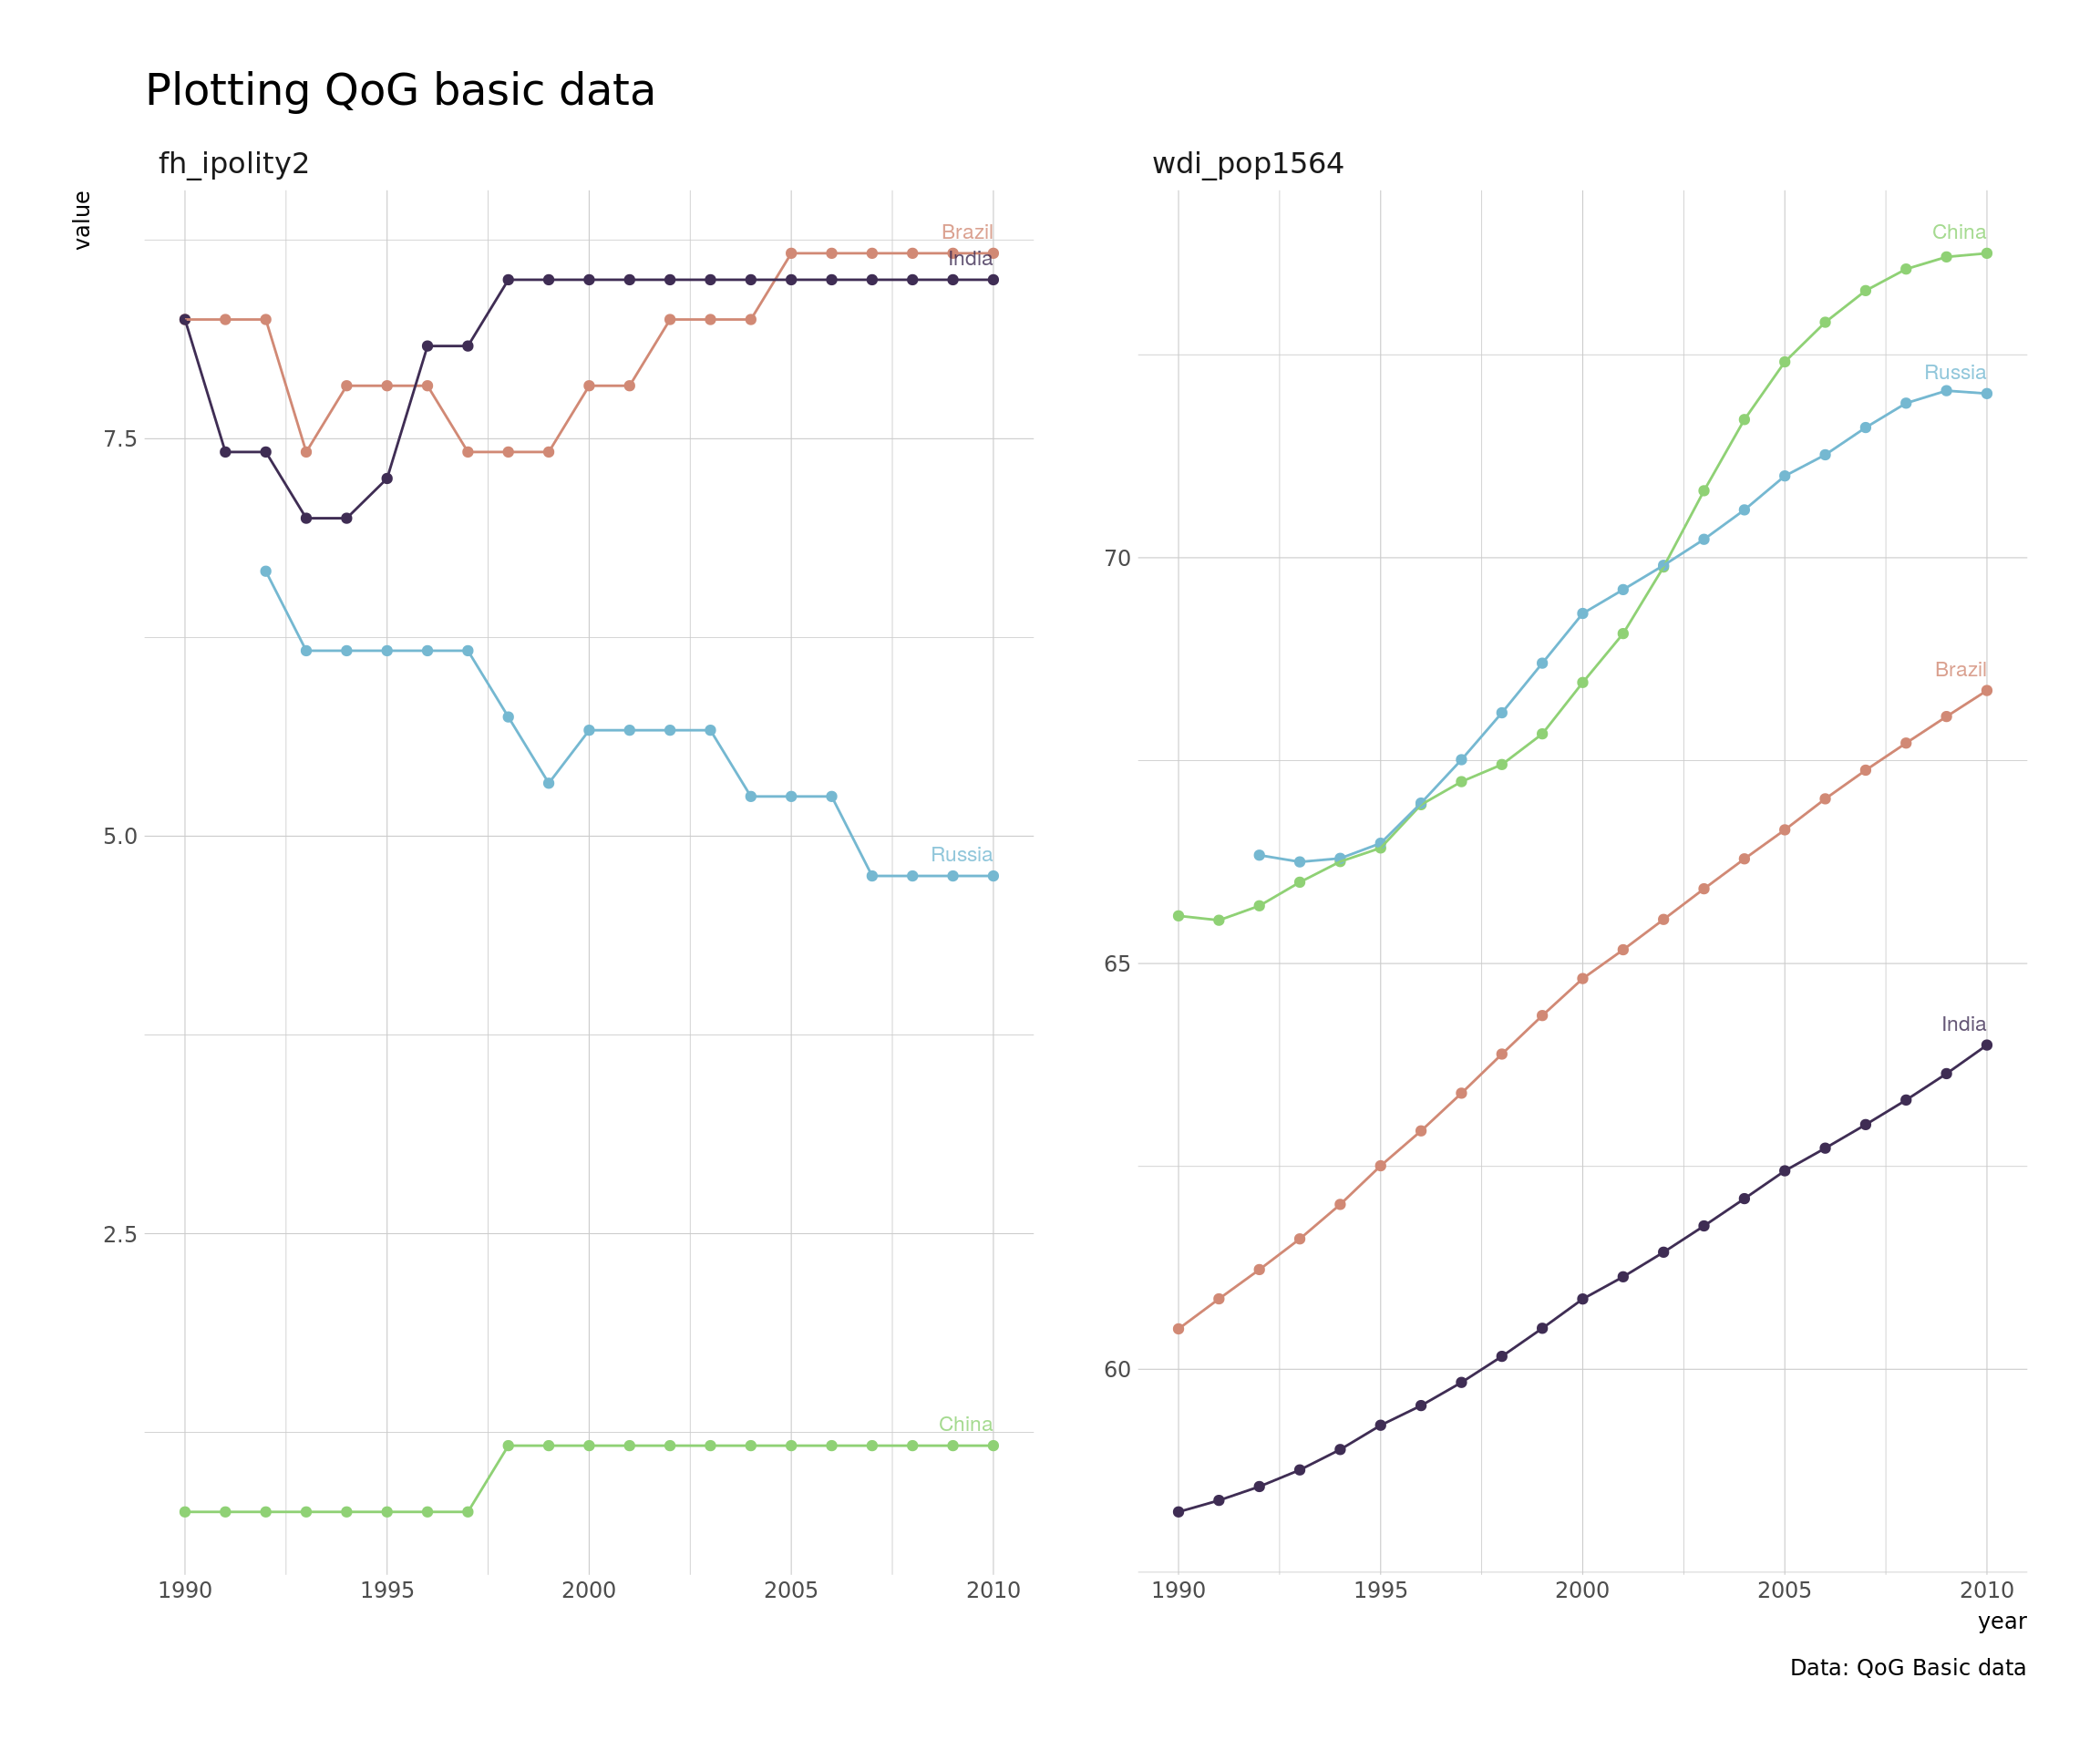 Plotting QoG basic data
fh_ipolity2
value
7.5
5.0
2.5
Brazil
India
Russia
China
1990 1995 2000 2005 2010
wdi_pop1564
70
65
60
China
Russia
Brazil
India
1990 1995 2000 2005 2010
year
Data: QoG Basic data